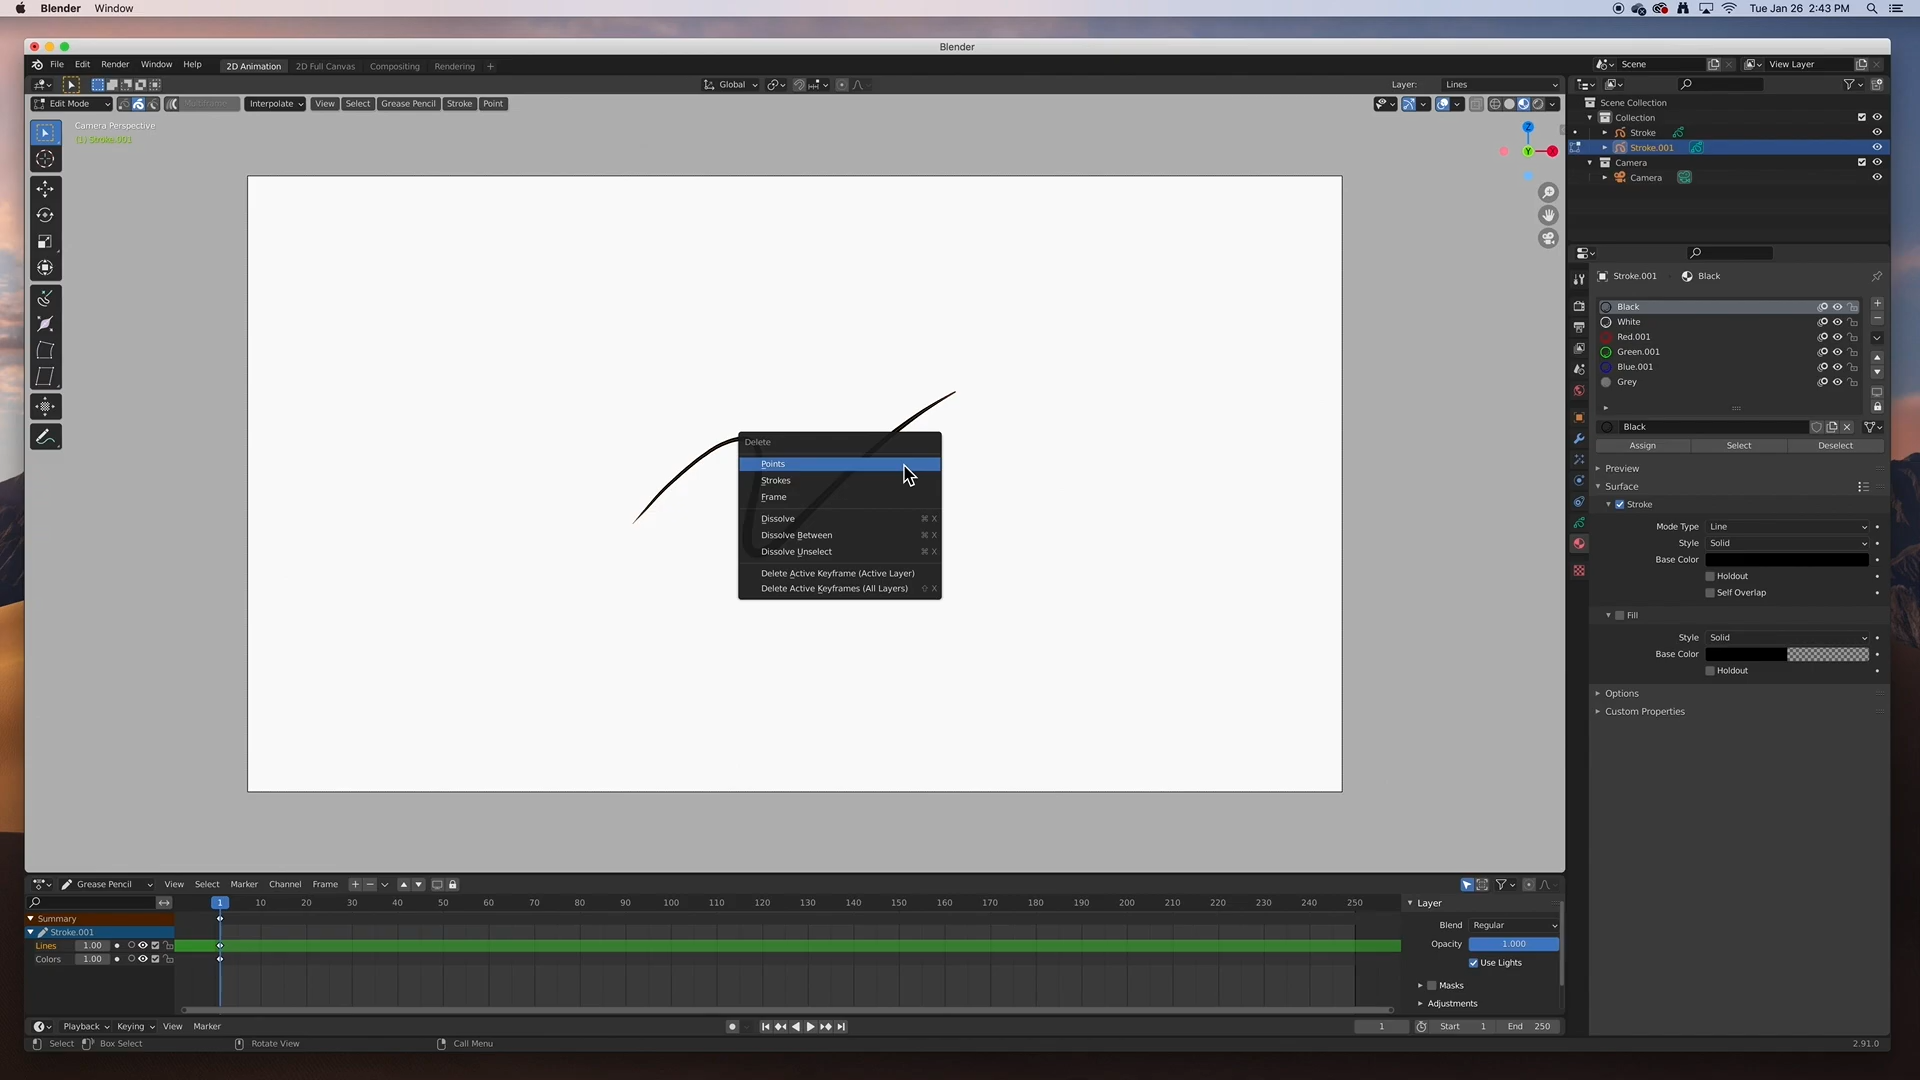 Blender Window Tue Jan 26 2:43 PM
Blender
File Edit Render Window Help 2D Animation 2D Full Canvas Compositing Rendering + Scene View Layer
Global Layer: Lines
Edit Mode Multiframe Interpolate View Select Grease Pencil Stroke Point
Scene Collection
Collection
Stroke
Stroke.001
Camera
Camera
Camera Perspective
(1) Stroke.001
Z
Y
X
Stroke.001 Black
Black
White
Red.001
Green.001
Blue.001
Grey
Black
Assign Select Deselect
Preview
Surface
Stroke
Mode Type Line
Style Solid
Base Color
Holdout
Self Overlap
Fill
Style Solid
Base Color
Holdout
Options
Custom Properties
Delete
Points
Strokes
Frame
Dissolve ⌘ X
Dissolve Between ⌘ X
Dissolve Unselect ⌘ X
Delete Active Keyframe (Active Layer)
Delete Active Keyframes (All Layers) ⇧ X
Grease Pencil View Select Marker Channel Frame
1 10 20 30 40 50 60 70 80 90 100 110 120 130 140 150 160 170 180 190 200 210 220 230 240 250
Summary
Stroke.001
Lines 1.00
Colors 1.00
Layer
Blend Regular
Opacity 1.000
Use Lights
Masks
Adjustments
Playback Keying View Marker 1 Start 1 End 250
Select Box Select Rotate View Call Menu 2.91.0